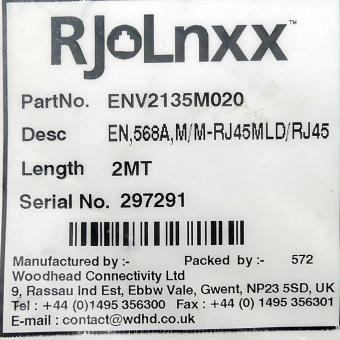 RJoLnxx™
PartNo. ENV2135M020
Desc EN,568A,M/M-RJ45MLD/RJ45
Length 2MT
Serial No. 297291
Manufactured by :- Packed by :- 572
Woodhead Connectivity Ltd
9, Rassau Ind Est, Ebbw Vale, Gwent, NP23 5SD, UK
Tel : +44 (0)1495 356300 Fax : +44 (0) 1495 356301
E-mail : contact@wdhd.co.uk